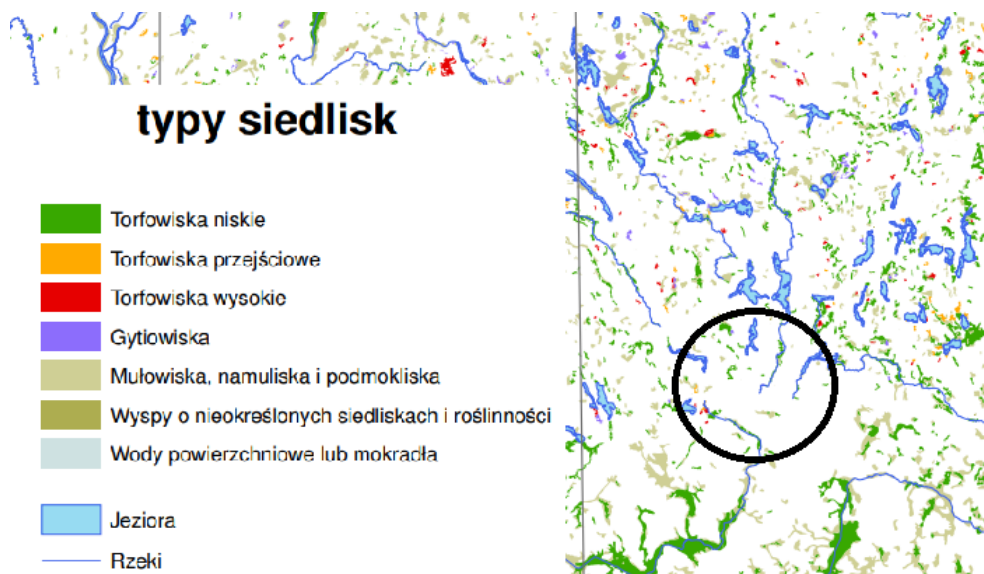 typy siedlisk
Torfowiska niskie
Torfowiska przejściowe
Torfowiska wysokie
Gytiowiska
Mułowiska, namuliska i podmokliska
Wyspy o nieokreślonych siedliskach i roślinności
Wody powierzchniowe lub mokradła
Jeziora
Rzeki